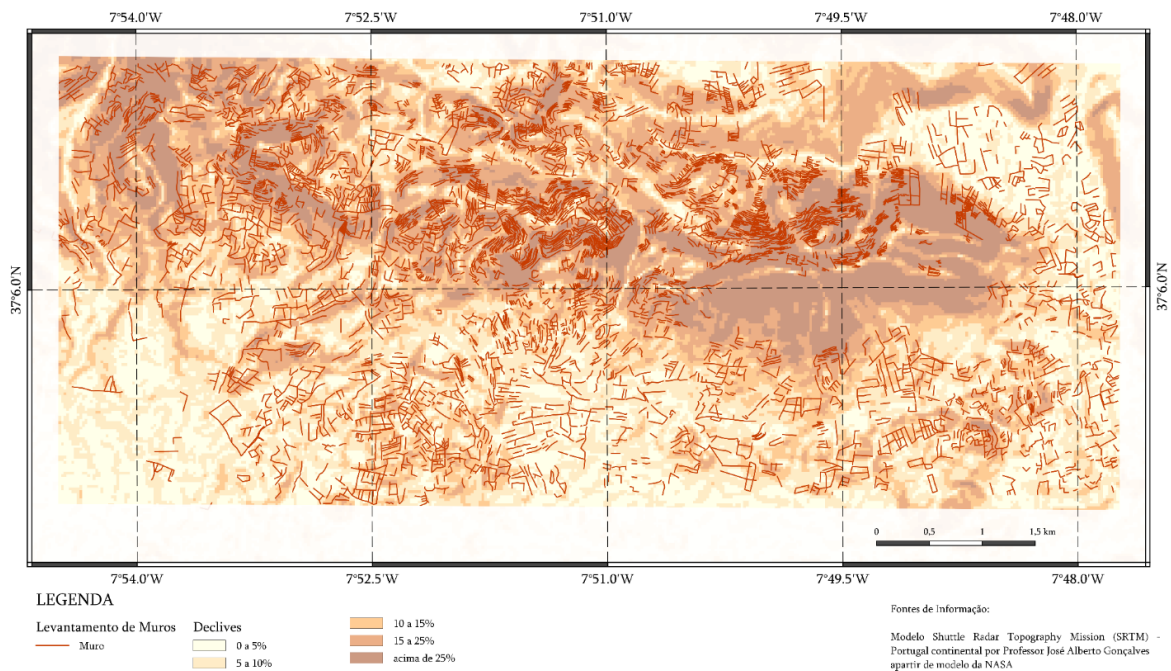 7°54.0'W 7°52.5'W 7°51.0'W 7°49.5'W 7°48.0'W
37°6.0'N 37°6.0'N
0 0,5 1 1,5 km
7°54.0'W 7°52.5'W 7°51.0'W 7°49.5'W 7°48.0'W
LEGENDA
Levantamento de Muros
Muro
Declives
0 a 5%
5 a 10%
10 a 15%
15 a 25%
acima de 25%
Fontes de Informação:
Modelo Shuttle Radar Topography Mission (SRTM) -
Portugal continental por Professor José Alberto Gonçalves
apartir de modelo da NASA